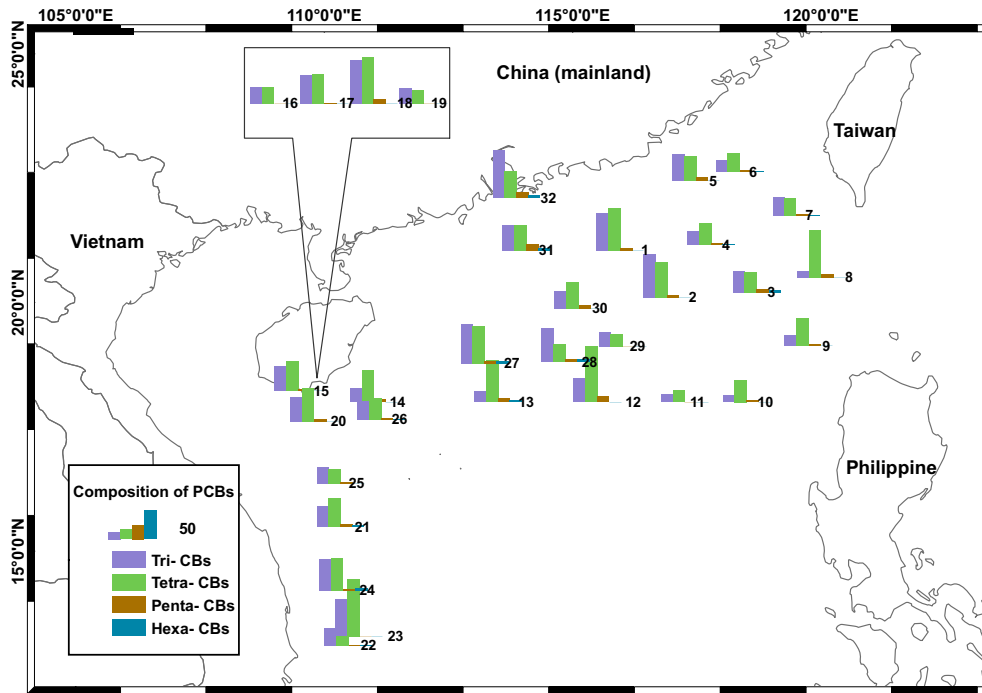 105°0'0"E 110°0'0"E 115°0'0"E 120°0'0"E
25°0'0"N
20°0'0"N
15°0'0"N
China (mainland)
Taiwan
Vietnam
Philippine
16 17 18 19
32
5
6
7
31
1
4
8
2
3
30
9
29
27
28
15
14
13
12
11
10
20
26
25
21
24
23
22
Composition of PCBs
50
Tri- CBs
Tetra- CBs
Penta- CBs
Hexa- CBs